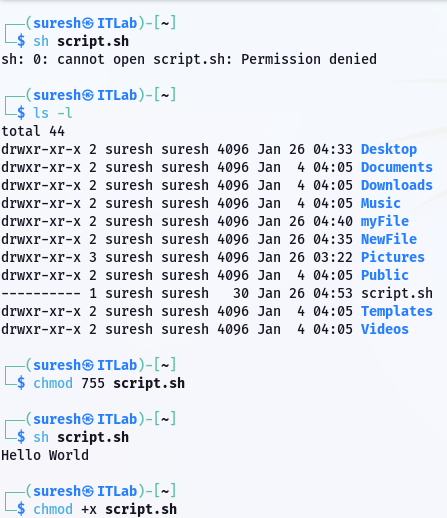 ┌──(suresh㉿ITLab)-[~]
└─$ sh script.sh
sh: 0: cannot open script.sh: Permission denied
┌──(suresh㉿ITLab)-[~]
└─$ ls -l
total 44
drwxr-xr-x 2 suresh suresh 4096 Jan 26 04:33 Desktop
drwxr-xr-x 2 suresh suresh 4096 Jan  4 04:05 Documents
drwxr-xr-x 2 suresh suresh 4096 Jan  4 04:05 Downloads
drwxr-xr-x 2 suresh suresh 4096 Jan  4 04:05 Music
drwxr-xr-x 2 suresh suresh 4096 Jan 26 04:40 myFile
drwxr-xr-x 2 suresh suresh 4096 Jan 26 04:35 NewFile
drwxr-xr-x 3 suresh suresh 4096 Jan 26 03:22 Pictures
drwxr-xr-x 2 suresh suresh 4096 Jan  4 04:05 Public
---------- 1 suresh suresh   30 Jan 26 04:53 script.sh
drwxr-xr-x 2 suresh suresh 4096 Jan  4 04:05 Templates
drwxr-xr-x 2 suresh suresh 4096 Jan  4 04:05 Videos
┌──(suresh㉿ITLab)-[~]
└─$ chmod 755 script.sh
┌──(suresh㉿ITLab)-[~]
└─$ sh script.sh
Hello World
┌──(suresh㉿ITLab)-[~]
└─$ chmod +x script.sh